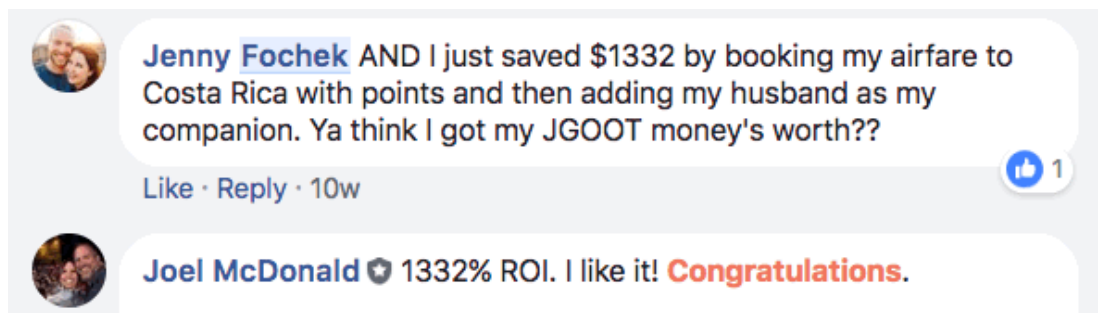 Jenny Fochek AND I just saved $1332 by booking my airfare to
Costa Rica with points and then adding my husband as my
companion. Ya think I got my JGOOT money's worth??
1
Like · Reply · 10w
Joel McDonald 1332% ROI. I like it! Congratulations.